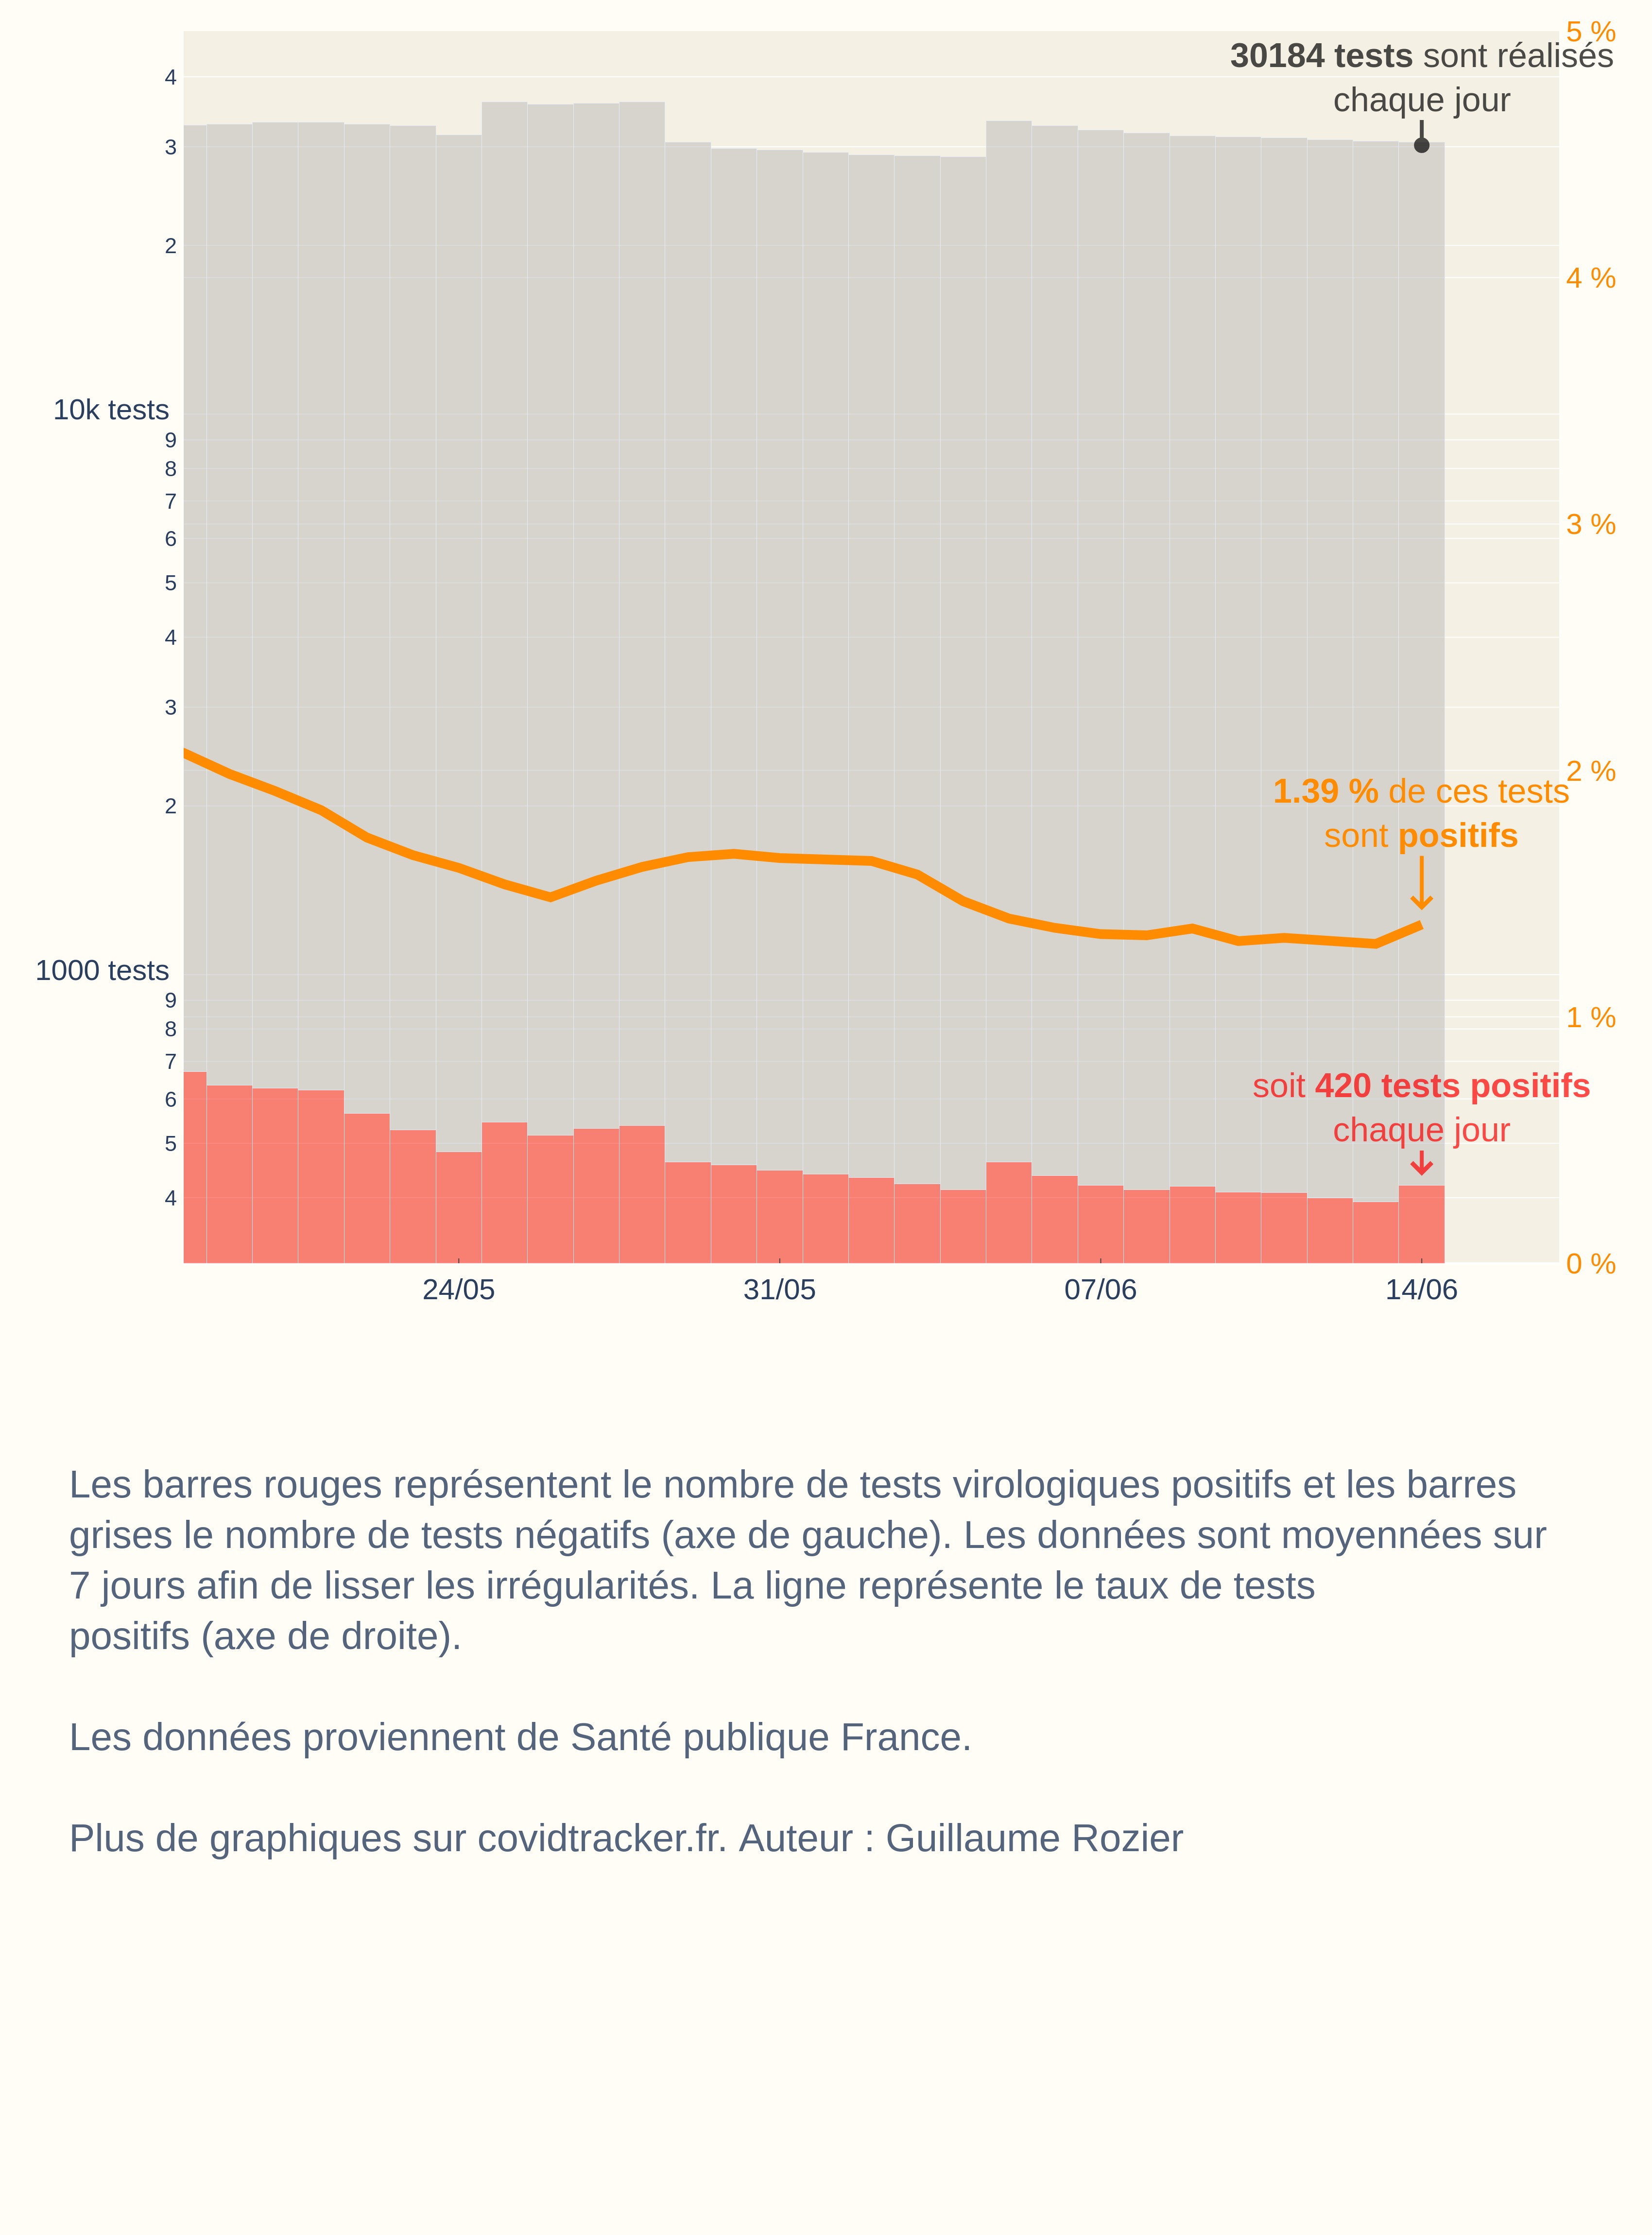 5 %
30184 tests sont réalisés
chaque jour
4
3
2
4 %
10k tests
9
8
7
3 %
6
5
4
3
2 %
1.39 % de ces tests
2
sont positifs
1000 tests
9
1 %
8
7
soit 420 tests positifs
6
chaque jour
5
4
0 %
24/05 31/05 07/06 14/06
Les barres rouges représentent le nombre de tests virologiques positifs et les barres
grises le nombre de tests négatifs (axe de gauche). Les données sont moyennées sur
7 jours afin de lisser les irrégularités. La ligne représente le taux de tests
positifs (axe de droite).
Les données proviennent de Santé publique France.
Plus de graphiques sur covidtracker.fr. Auteur : Guillaume Rozier